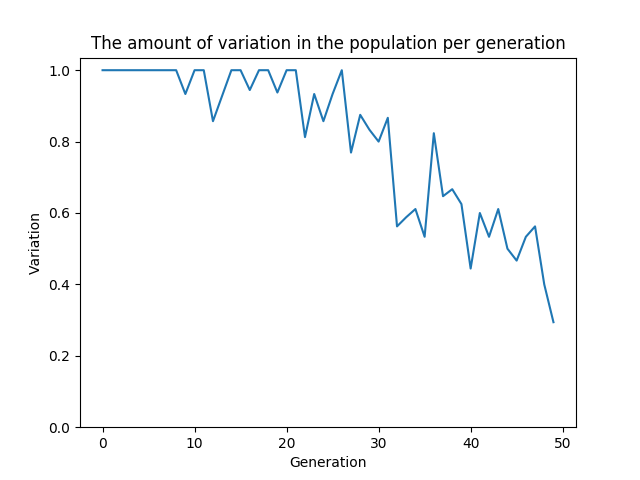 The amount of variation in the population per generation
1.0
0.8
0.6
0.4
0.2
0.0
Variation
0 10 20 30 40 50
Generation